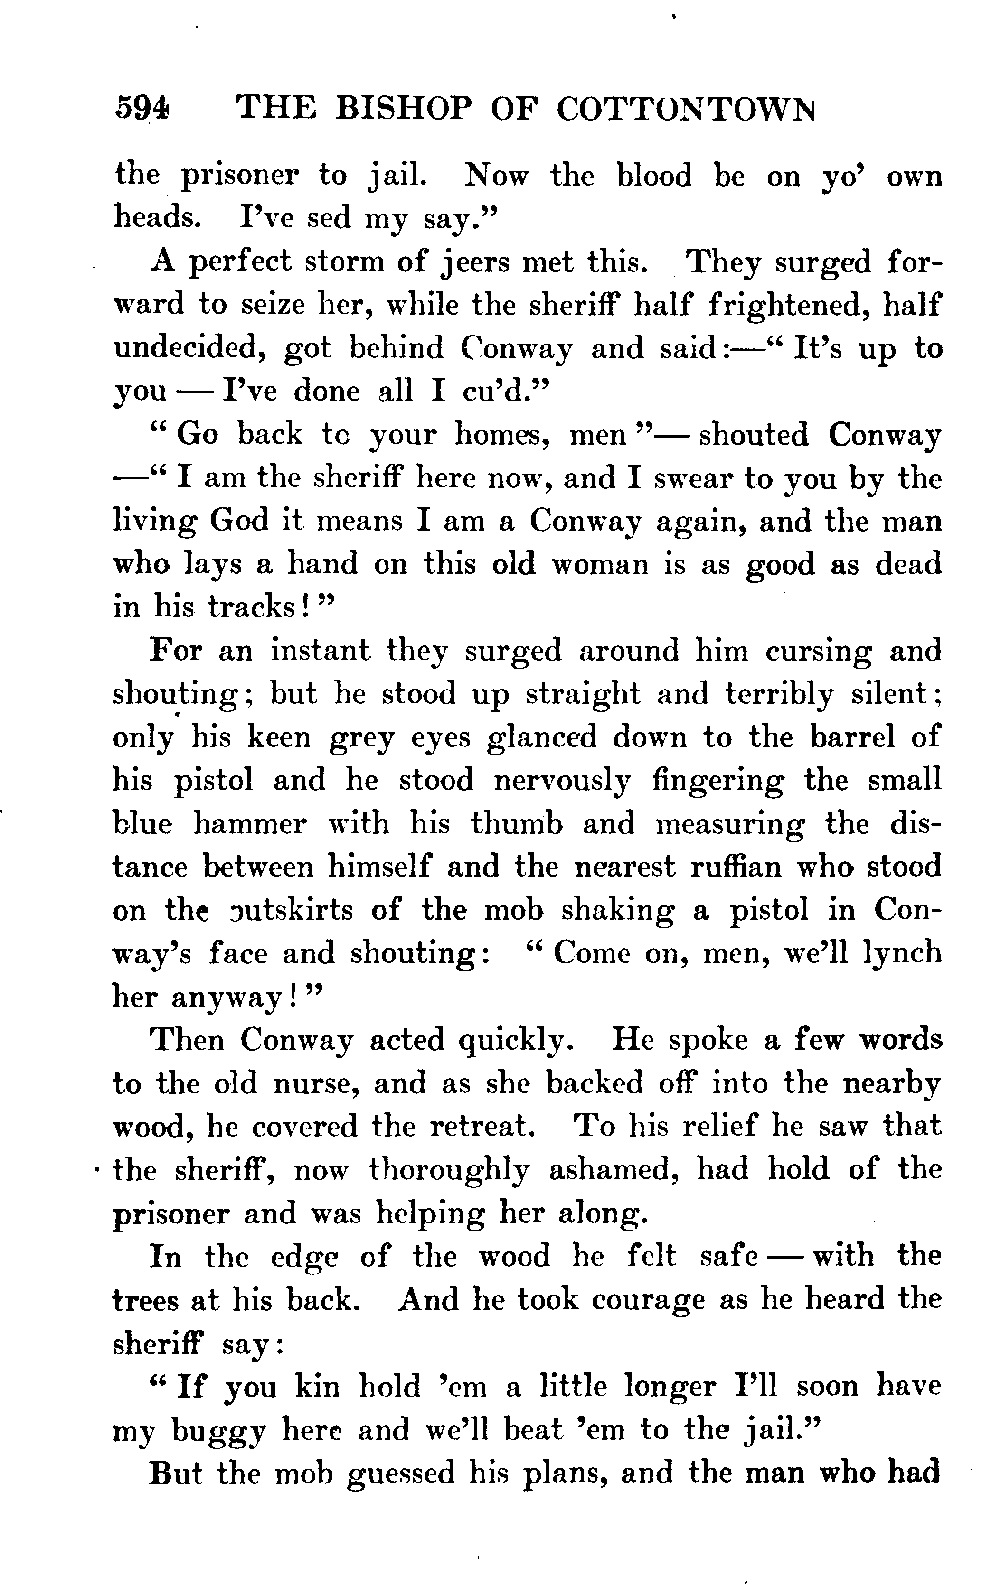 594 THE BISHOP OF COTTONTOWN
the prisoner to jail. Now the blood be on yo’ own
heads. I’ve sed my say.”
A perfect storm of jeers met this. They surged for-
ward to seize her, while the sheriff half frightened, half
undecided, got behind Conway and said:—“ It’s up to
you — I’ve done all I cu’d.”
“ Go back to your homes, men ”— shouted Conway
—“ I am the sheriff here now, and I swear to you by the
living God it means I am a Conway again, and the man
who lays a hand on this old woman is as good as dead
in his tracks! ”
For an instant they surged around him cursing and
shouting; but he stood up straight and terribly silent;
only his keen grey eyes glanced down to the barrel of
his pistol and he stood nervously fingering the small
blue hammer with his thumb and measuring the dis-
tance between himself and the nearest ruffian who stood
on the outskirts of the mob shaking a pistol in Con-
way’s face and shouting: “ Come on, men, we’ll lynch
her anyway! ”
Then Conway acted quickly. He spoke a few words
to the old nurse, and as she backed off into the nearby
wood, he covered the retreat. To his relief he saw that
the sheriff, now thoroughly ashamed, had hold of the
prisoner and was helping her along.
In the edge of the wood he felt safe — with the
trees at his back. And he took courage as he heard the
sheriff say:
“ If you kin hold ’em a little longer I’ll soon have
my buggy here and we’ll beat ’em to the jail.”
But the mob guessed his plans, and the man who had